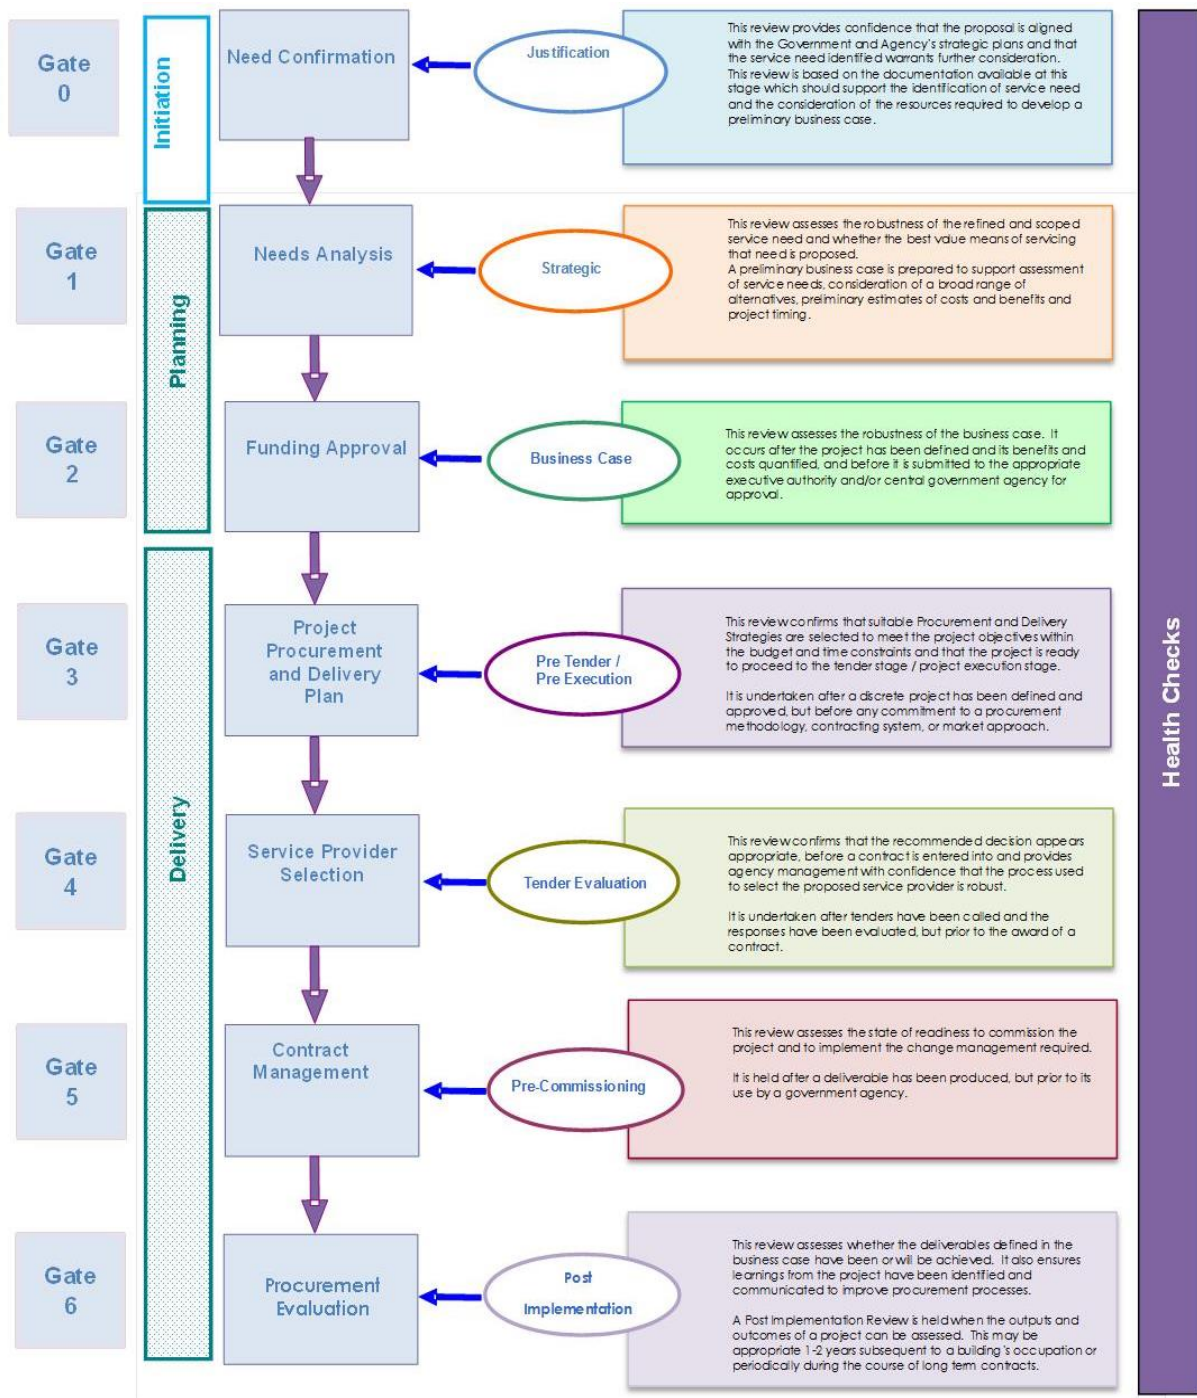 Gate
0
Initiation
Need Confirmation
Justification
This review provides confidence that the proposal is aligned
with the Government and Agency's strategic plans and that
the service need identified warrants further consideration.
This review is based on the documentation available at this
stage which should support the identification of service need
and the consideration of the resources required to develop a
preliminary business case.
Gate
1
Planning
Needs Analysis
Strategic
This review assesses the robustness of the refined and scoped
service need and whether the best value means of servicing
that need is proposed.
A preliminary business case is prepared to support assessment
of service needs, consideration of a broad range of
alternatives, preliminary estimates of costs and benefits and
project timing.
Gate
2
Funding Approval
Business Case
This review assesses the robustness of the business case. It
occurs after the project has been defined and its benefits and
costs quantified, and before it is submitted to the appropriate
executive authority and/or central government agency for
approval.
Gate
3
Delivery
Project
Procurement
and Delivery
Plan
Pre Tender /
Pre Execution
This review confirms that suitable Procurement and Delivery
Strategies are selected to meet the project objectives within
the budget and time constraints and that the project is ready
to proceed to the tender stage / project execution stage.
It is undertaken after a discrete project has been defined and
approved, but before any commitment to a procurement
methodology, contracting system, or market approach.
Gate
4
Service Provider
Selection
Tender Evaluation
This review confirms that the recommended decision appears
appropriate, before a contract is entered into and provides
agency management with confidence that the process used
to select the proposed service provider is robust.
It is undertaken after tenders have been called and the
responses have been evaluated, but prior to the award of a
contract.
Gate
5
Contract
Management
Pre-Commissioning
This review assesses the state of readiness to commission the
project and to implement the change management required.
It is held after a deliverable has been produced, but prior to its
use by a government agency.
Gate
6
Procurement
Evaluation
Post
Implementation
This review assesses whether the deliverables defined in the
business case have been or will be achieved. It also ensures
learnings from the project have been identified and
communicated to improve procurement processes.
A Post Implementation Review is held when the outputs and
outcomes of a project can be assessed. This may be
appropriate 1-2 years subsequent to a building's occupation or
periodically during the course of long term contracts.
Health Checks